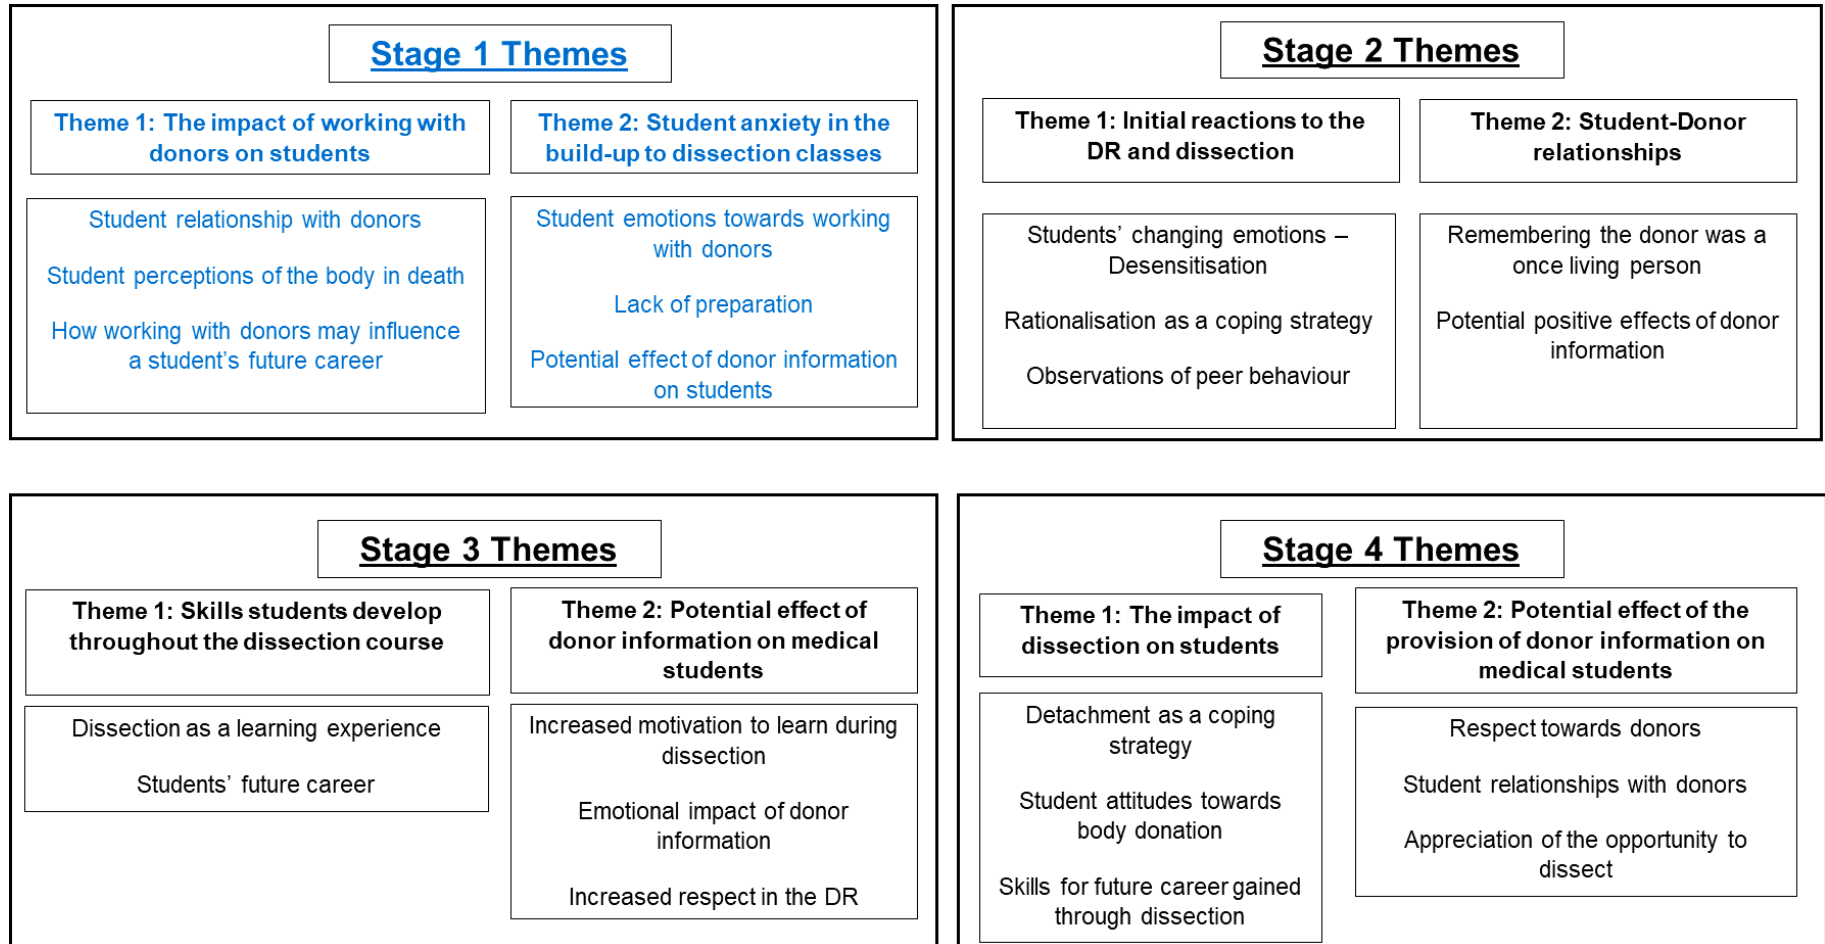 Stage 1 Themes
Theme 1: The impact of working with
donors on students
Student relationship with donors
Student perceptions of the body in death
How working with donors may influence
a student's future career
Theme 2: Student anxiety in the
build-up to dissection classes
Student emotions towards working
with donors
Lack of preparation
Potential effect of donor information
on students
Stage 2 Themes
Theme 1: Initial reactions to the
DR and dissection
Students' changing emotions –
Desensitisation
Rationalisation as a coping strategy
Observations of peer behaviour
Theme 2: Student-Donor
relationships
Remembering the donor was a
once living person
Potential positive effects of donor
information
Stage 3 Themes
Theme 1: Skills students develop
throughout the dissection course
Dissection as a learning experience
Students' future career
Theme 2: Potential effect of
donor information on medical
students
Increased motivation to learn during
dissection
Emotional impact of donor
information
Increased respect in the DR
Stage 4 Themes
Theme 1: The impact of
dissection on students
Detachment as a coping
strategy
Student attitudes towards
body donation
Skills for future career gained
through dissection
Theme 2: Potential effect of the
provision of donor information on
medical students
Respect towards donors
Student relationships with donors
Appreciation of the opportunity to
dissect